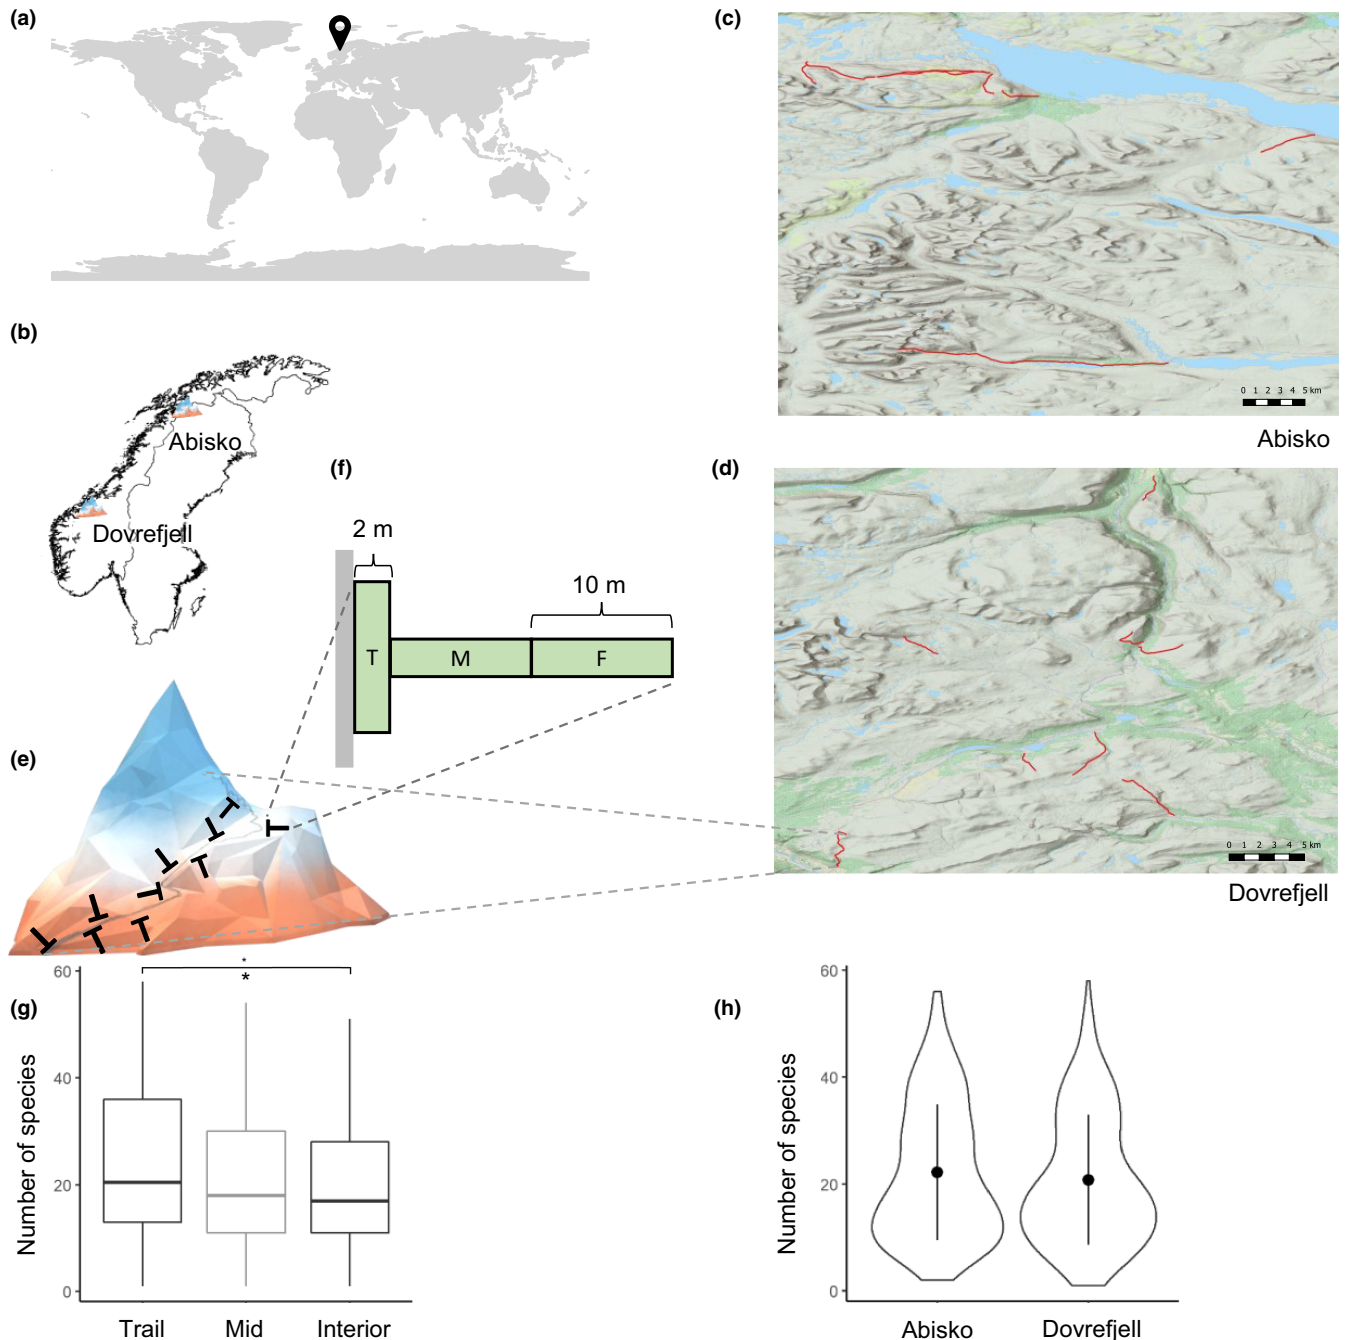 (a)
(b)
Abisko
Dovrefjell
(c)
0 1 2 3 4 5 km
Abisko
(d)
0 1 2 3 4 5 km
Dovrefjell
(e)
(f)
2 m
10 m
T
M
F
(g)
Number of species
60
40
20
0
*
*
Trail
Mid
Interior
(h)
Number of species
60
40
20
0
Abisko
Dovrefjell